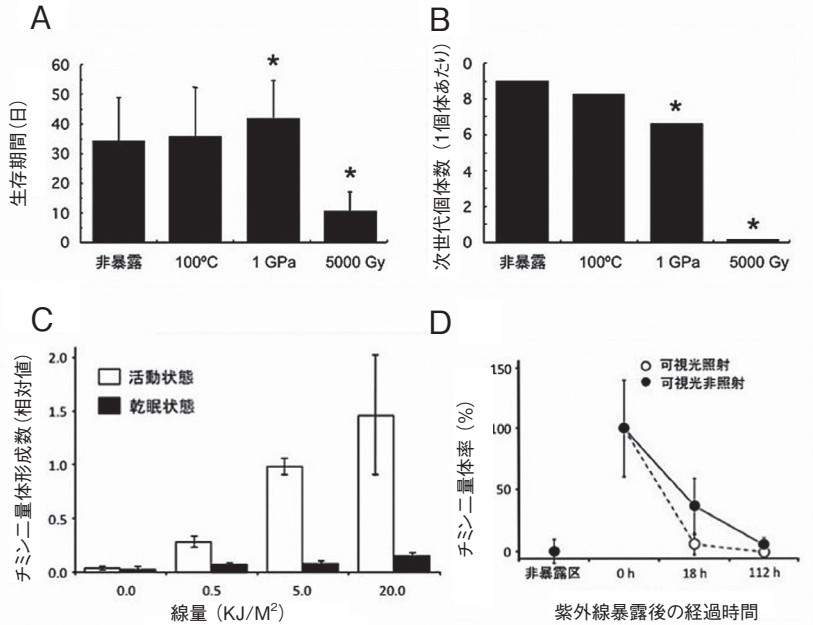 A
生存期間(日)
60
50
40
30
20
10
0
*
*
非暴露
100ºC
1 GPa
5000 Gy
B
次世代個体数(1個体あたり)
0
8
6
4
2
0
*
*
非暴露
100ºC
1 GPa
5000 Gy
C
チミン二量体形成数(相対値)
2.0
1.5
1.0
0.5
0.0
活動状態
乾眠状態
0.0
0.5
5.0
20.0
線量(KJ/M²)
D
チミン二量体率(%)
150
100
50
0
可視光照射
可視光非照射
非暴露区
0 h
18 h
112 h
紫外線暴露後の経過時間